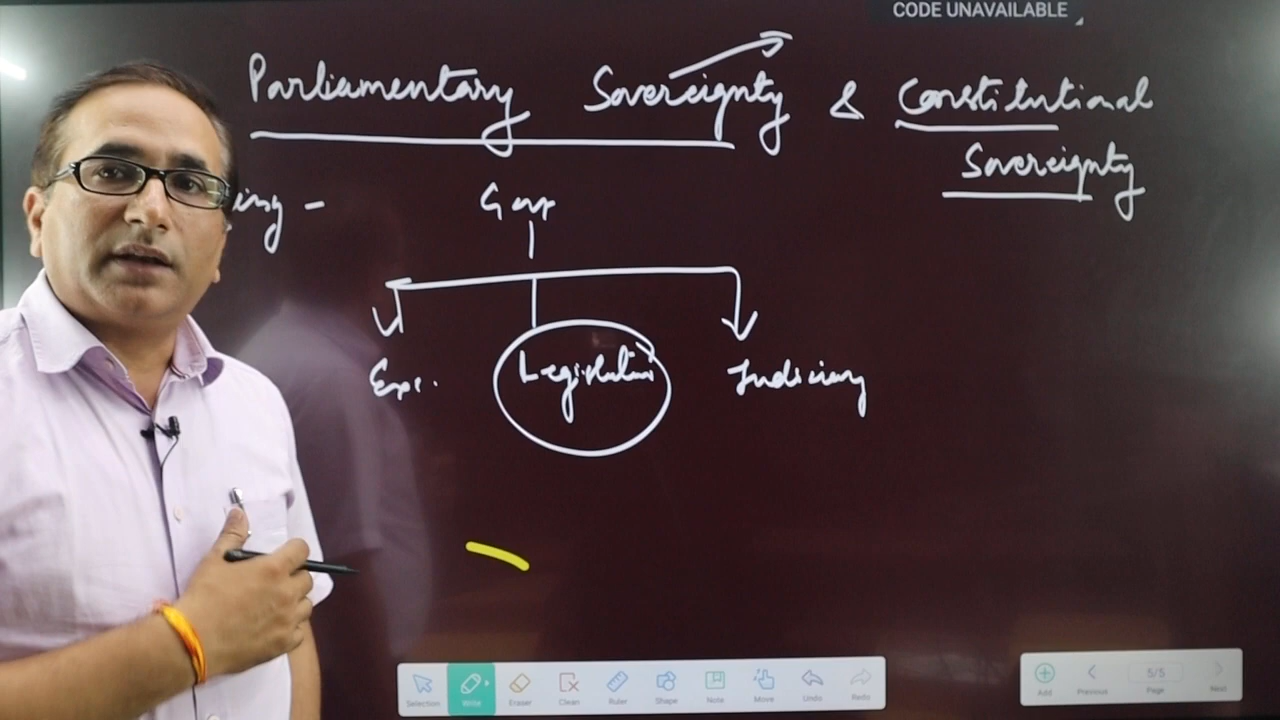 CODE UNAVAILABLE
Parliamentary Sovereignty & Constitutional
Sovereignty
Gov
Exe. Legislative Judiciary
Selection Write Eraser Clean Ruler Shape Note Move Undo Redo
Add Previous 5/5 Page Next